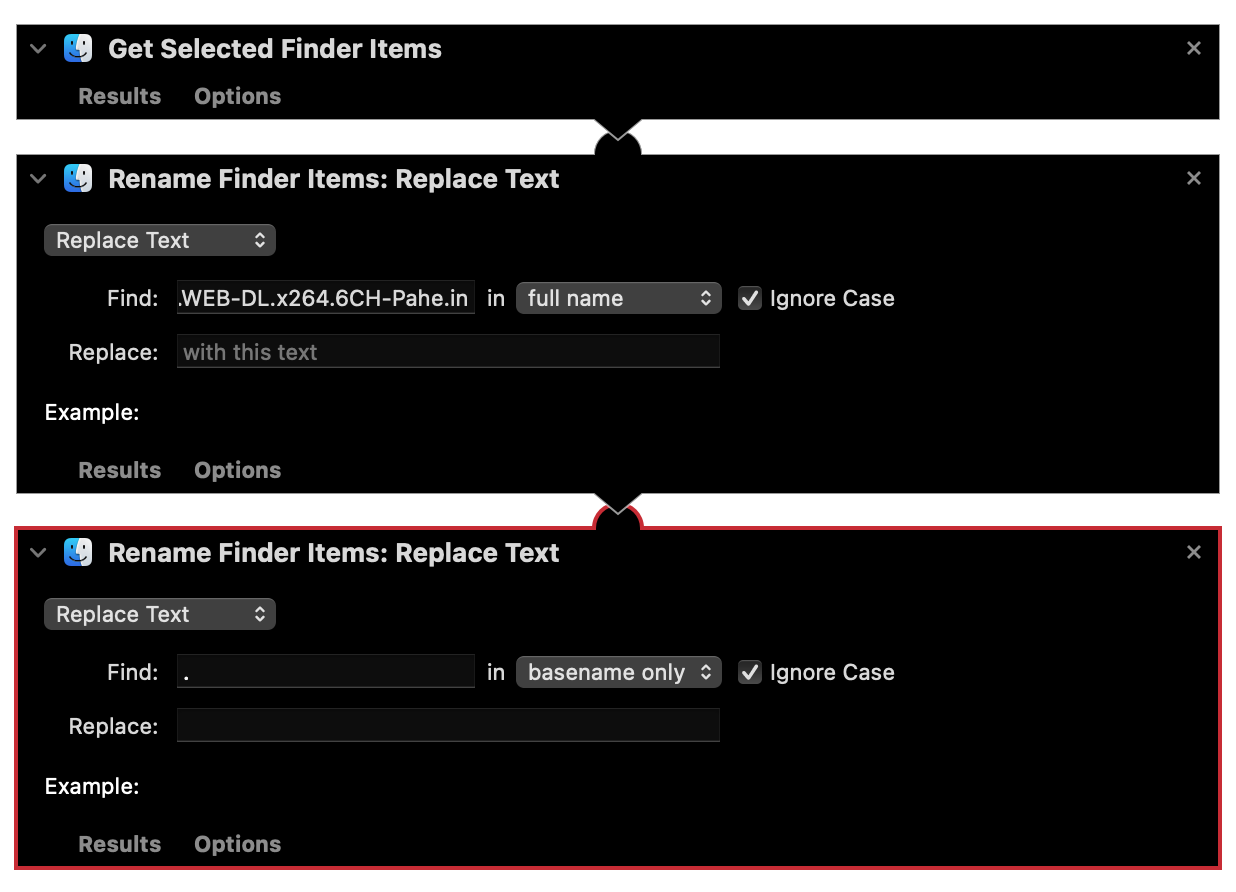 Get Selected Finder Items
Results Options
Rename Finder Items: Replace Text
Replace Text
Find: .WEB-DL.x264.6CH-Pahe.in in full name Ignore Case
Replace: with this text
Example:
Results Options
Rename Finder Items: Replace Text
Replace Text
Find: . in basename only Ignore Case
Replace:
Example:
Results Options